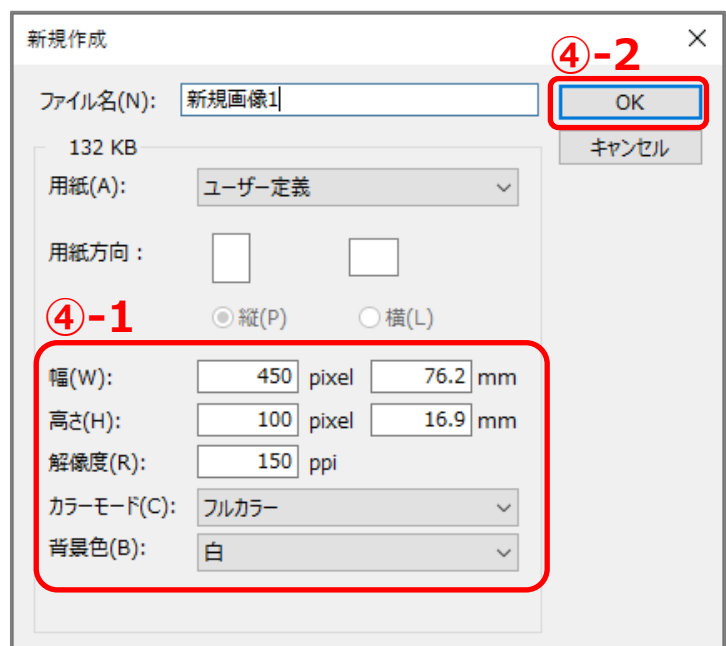 新規作成
④-2
ファイル名(N): 新規画像1 OK
132 KB キャンセル
用紙(A): ユーザー定義
用紙方向：
④-1
縦(P) 横(L)
幅(W): 450 pixel 76.2 mm
高さ(H): 100 pixel 16.9 mm
解像度(R): 150 ppi
カラーモード(C): フルカラー
背景色(B): 白